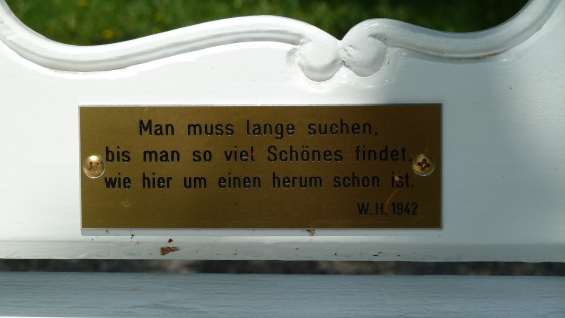 Man muss lange suchen,
bis man so viel Schönes findet,
wie hier um einen herum schon ist.
W. H. 1942